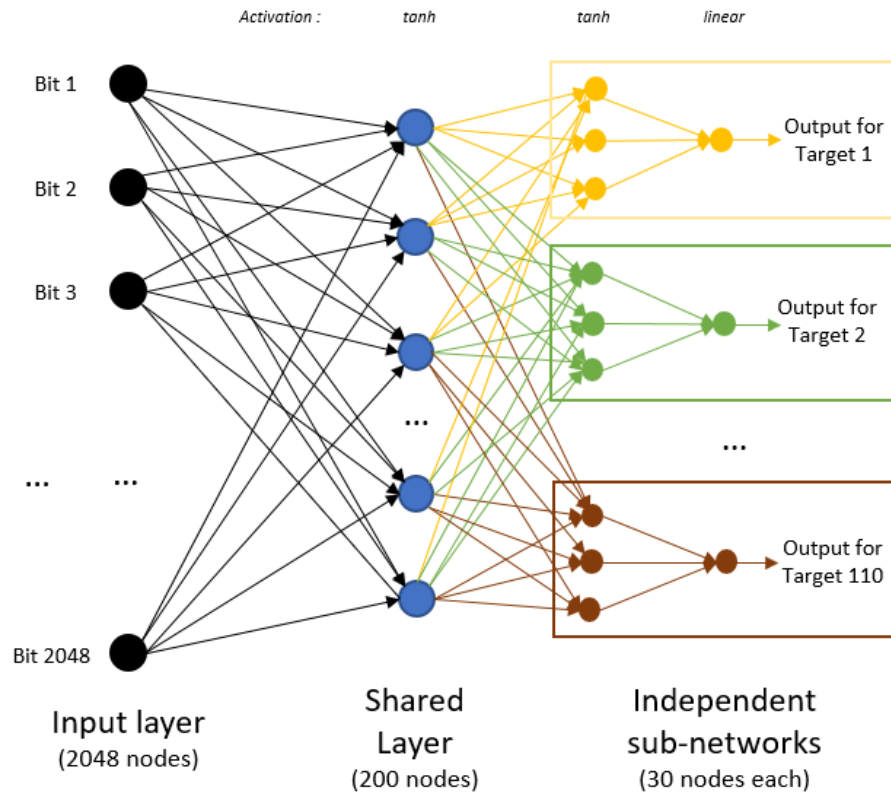 Activation : tanh tanh linear
Bit 1
Bit 2
Bit 3
...
...
Bit 2048
...
Output for
Target 1
Output for
Target 2
...
Output for
Target 110
Input layer
(2048 nodes)
Shared
Layer
(200 nodes)
Independent
sub-networks
(30 nodes each)